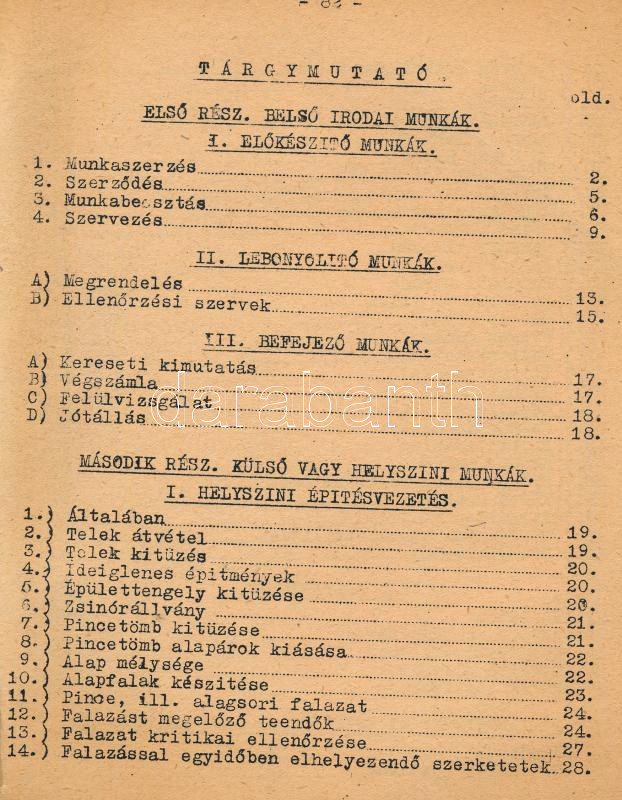 - 82 -
TÁRGYMUTATÓ.
old.
ELSŐ RÉSZ. BELSŐ IRODAI MUNKÁK.
I. ELŐKÉSZITŐ MUNKÁK.
1. Munkaszerzés 2.
2. Szerződés 5.
3. Munkabeosztás 6.
4. Szervezés 9.
II. LEBONYOLITÓ MUNKÁK.
A) Megrendelés 13.
B) Ellenőrzési szervek 15.
III. BEFEJEZŐ MUNKÁK.
A) Kereseti kimutatás 17.
B) Végszámla 17.
C) Felülvizsgálat 18.
D) Jótállás 18.
darabanth
MÁSODIK RÉSZ. KÜLSŐ VAGY HELYSZINI MUNKÁK.
I. HELYSZINI ÉPITÉSVEZETÉS.
1.) Általában 19.
2.) Telek átvétel 19.
3.) Telek kitüzés 20.
4.) Ideiglenes épitmények 20.
5.) Épülettengely kitüzése 20.
6.) Zsinórállvány 21.
7.) Pincetömb kitüzése 21.
8.) Pincetömb alapárok kiásása 22.
9.) Alap mélysége 22.
10.) Alapfalak készitése 23.
11.) Pince, ill. alagsori falazat 24.
12.) Falazást megelőző teendők 24.
13.) Falazat kritikai ellenőrzése 27.
14.) Falazással egyidőben elhelyezendő szerketetek 28.